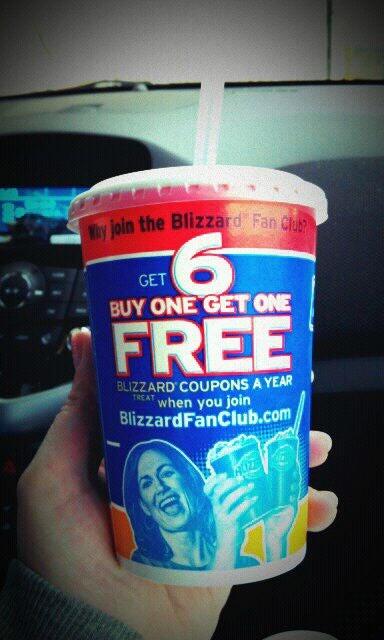 Why join the Blizzard® Fan Club?
GET 6
BUY ONE GET ONE
FREE
BLIZZARD® COUPONS A YEAR
TREAT when you join
BlizzardFanClub.com